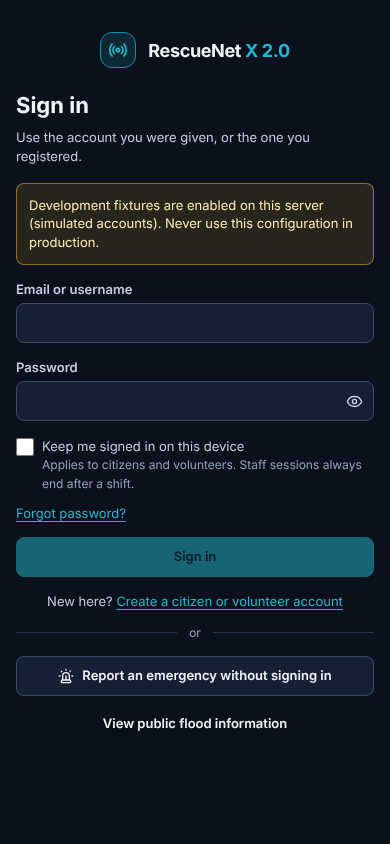 RescueNet X 2.0
Sign in
Use the account you were given, or the one you
registered.
Development fixtures are enabled on this server
(simulated accounts). Never use this configuration in
production.
Email or username
Password
Keep me signed in on this device
Applies to citizens and volunteers. Staff sessions always
end after a shift.
Forgot password?
Sign in
New here? Create a citizen or volunteer account
or
Report an emergency without signing in
View public flood information